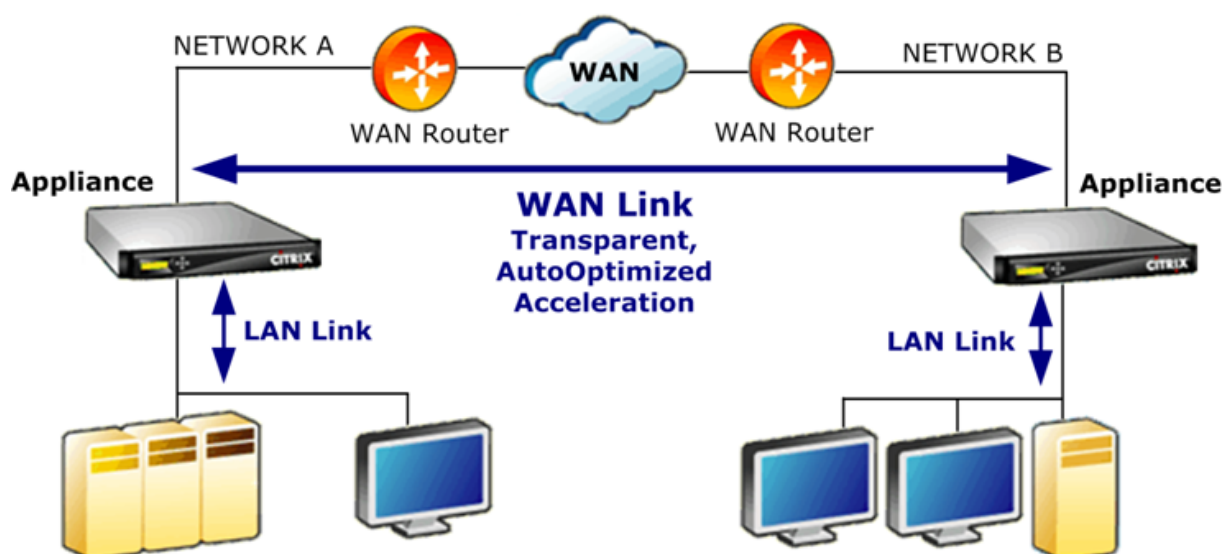 NETWORK A
WAN
NETWORK B
WAN Router
WAN Router
Appliance
Appliance
WAN Link
Transparent,
AutoOptimized
Acceleration
CITRIX
CITRIX
LAN Link
LAN Link